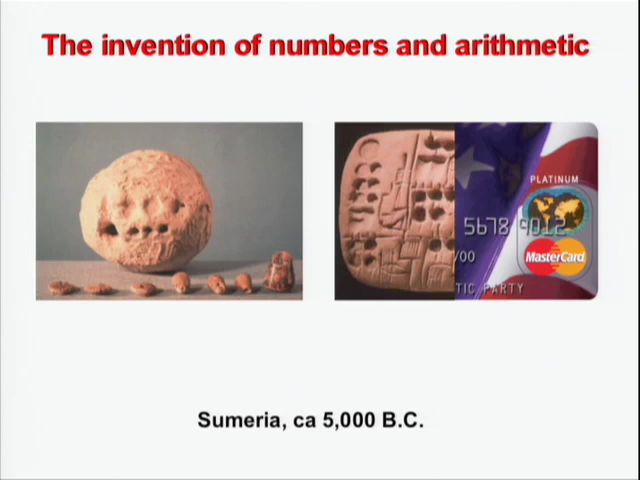 The invention of numbers and arithmetic
PLATINUM
5678 9012
/00
MasterCard
TIC PARTY
Sumeria, ca 5,000 B.C.